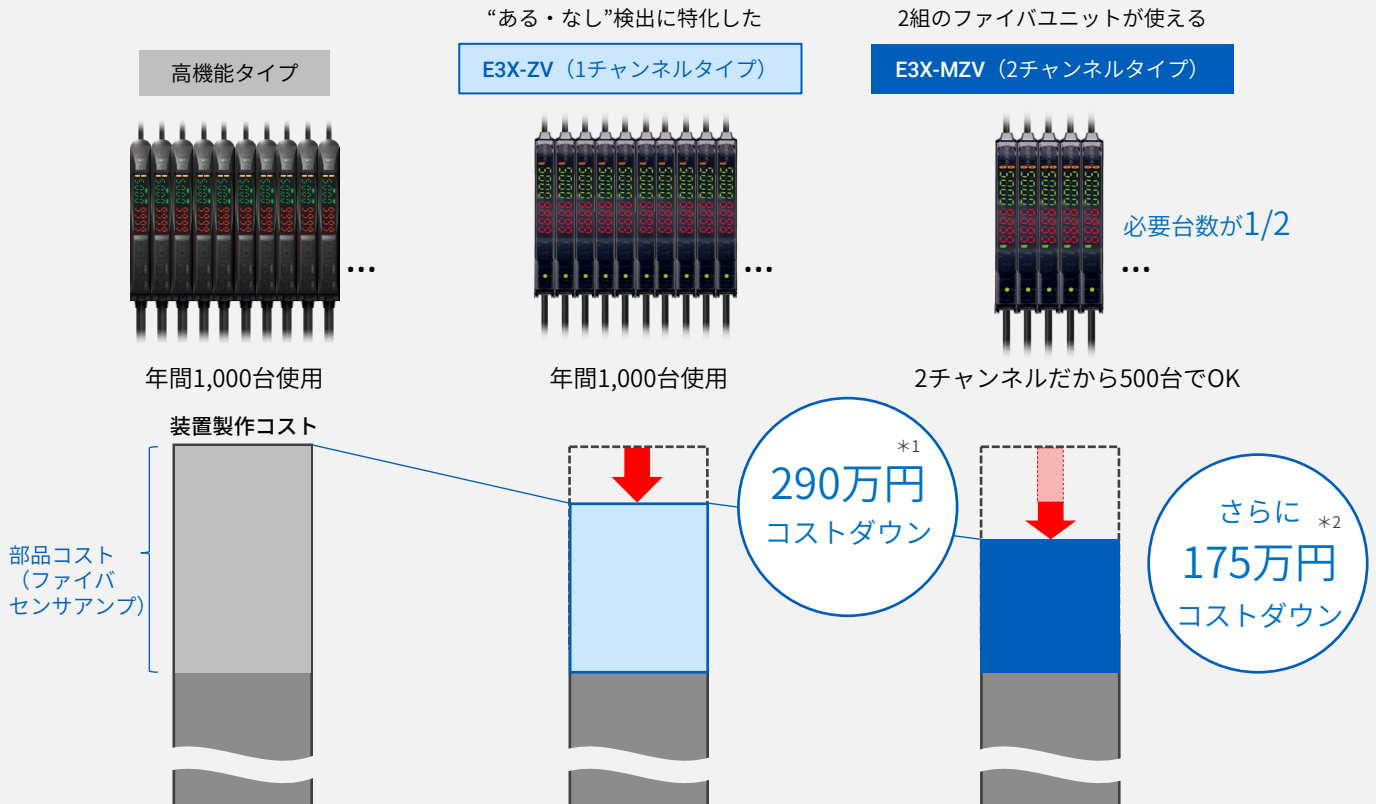 “ある・なし”検出に特化した
2組のファイバユニットが使える
高機能タイプ
E3X-ZV（1チャンネルタイプ）
E3X-MZV（2チャンネルタイプ）
必要台数が1/2
...
...
...
年間1,000台使用
年間1,000台使用
2チャンネルだから500台でOK
装置製作コスト
部品コスト
（ファイバ
センサアンプ）
＊1
290万円
コストダウン
さらに
＊2
175万円
コストダウン